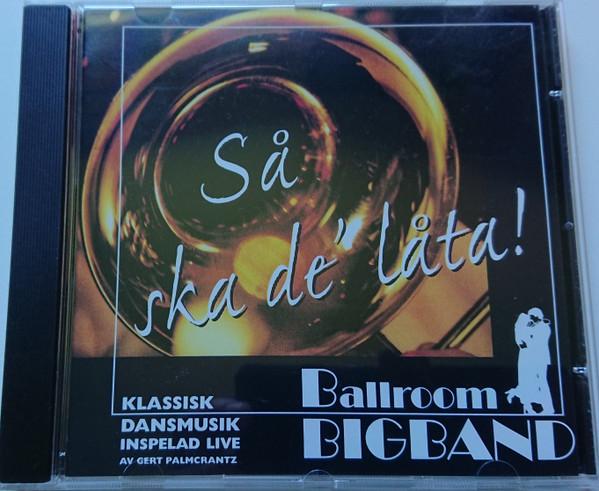 Så
ska de' låta!
KLASSISK
DANSMUSIK
INSPELAD LIVE
AV GERT PALMCRANTZ
Ballroom
BIGBAND